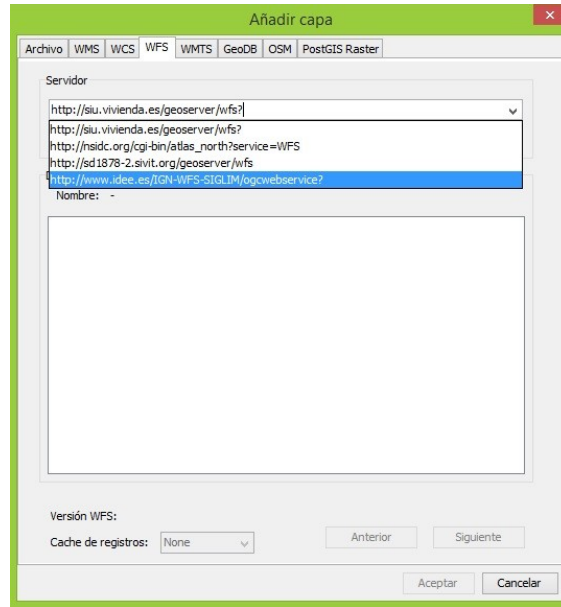 Añadir capa
Archivo WMS WCS WFS WMTS GeoDB OSM PostGIS Raster
Servidor
http://siu.vivienda.es/geoserver/wfs?
http://siu.vivienda.es/geoserver/wfs?
http://nsidc.org/cgi-bin/atlas_north?service=WFS
http://sd1878-2.sivit.org/geoserver/wfs
http://www.idee.es/IGN-WFS-SIGLIM/ogcwebservice?
Nombre: -
Versión WFS:
Cache de registros: None Anterior Siguiente
Aceptar Cancelar